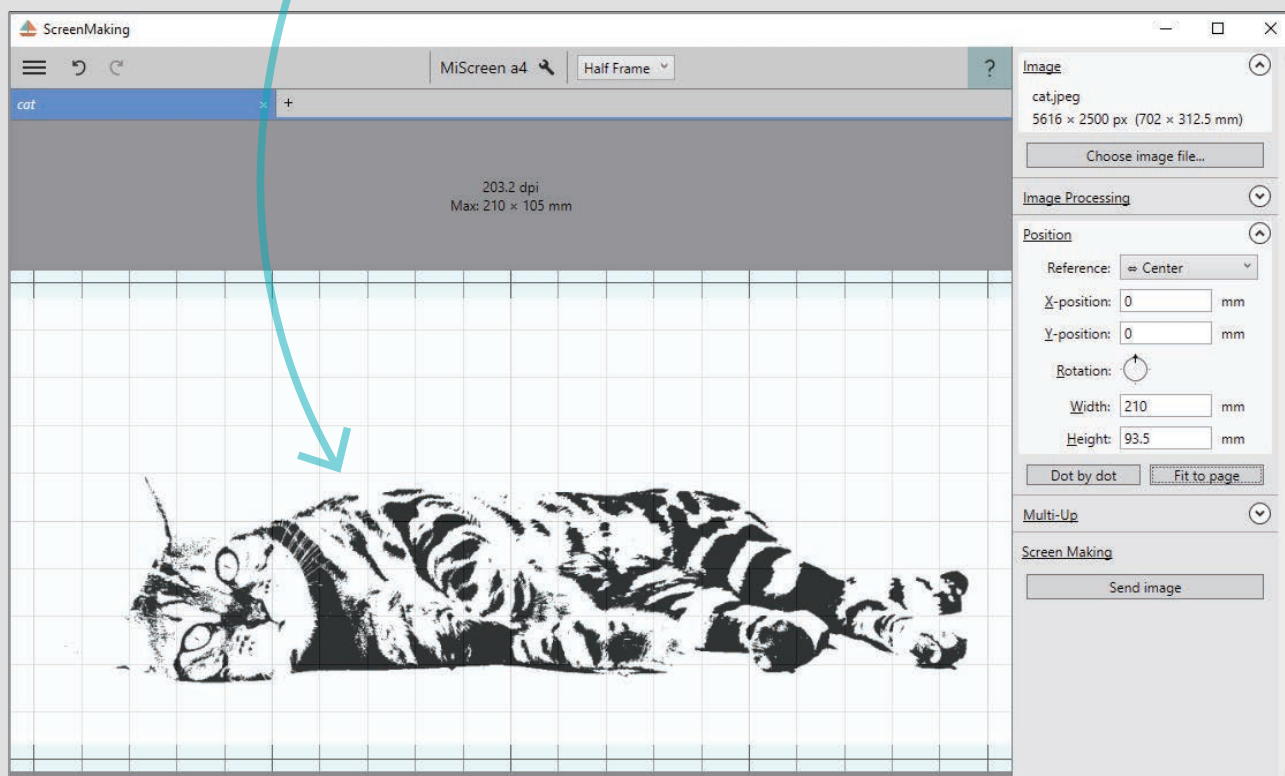 ScreenMaking
MiScreen a4
Half Frame
?
cat × +
203.2 dpi
Max: 210 × 105 mm
Image
cat.jpeg
5616 × 2500 px (702 × 312.5 mm)
Choose image file...
Image Processing
Position
Reference: ⇔ Center
X-position: 0 mm
Y-position: 0 mm
Rotation:
Width: 210 mm
Height: 93.5 mm
Dot by dot Fit to page
Multi-Up
Screen Making
Send image